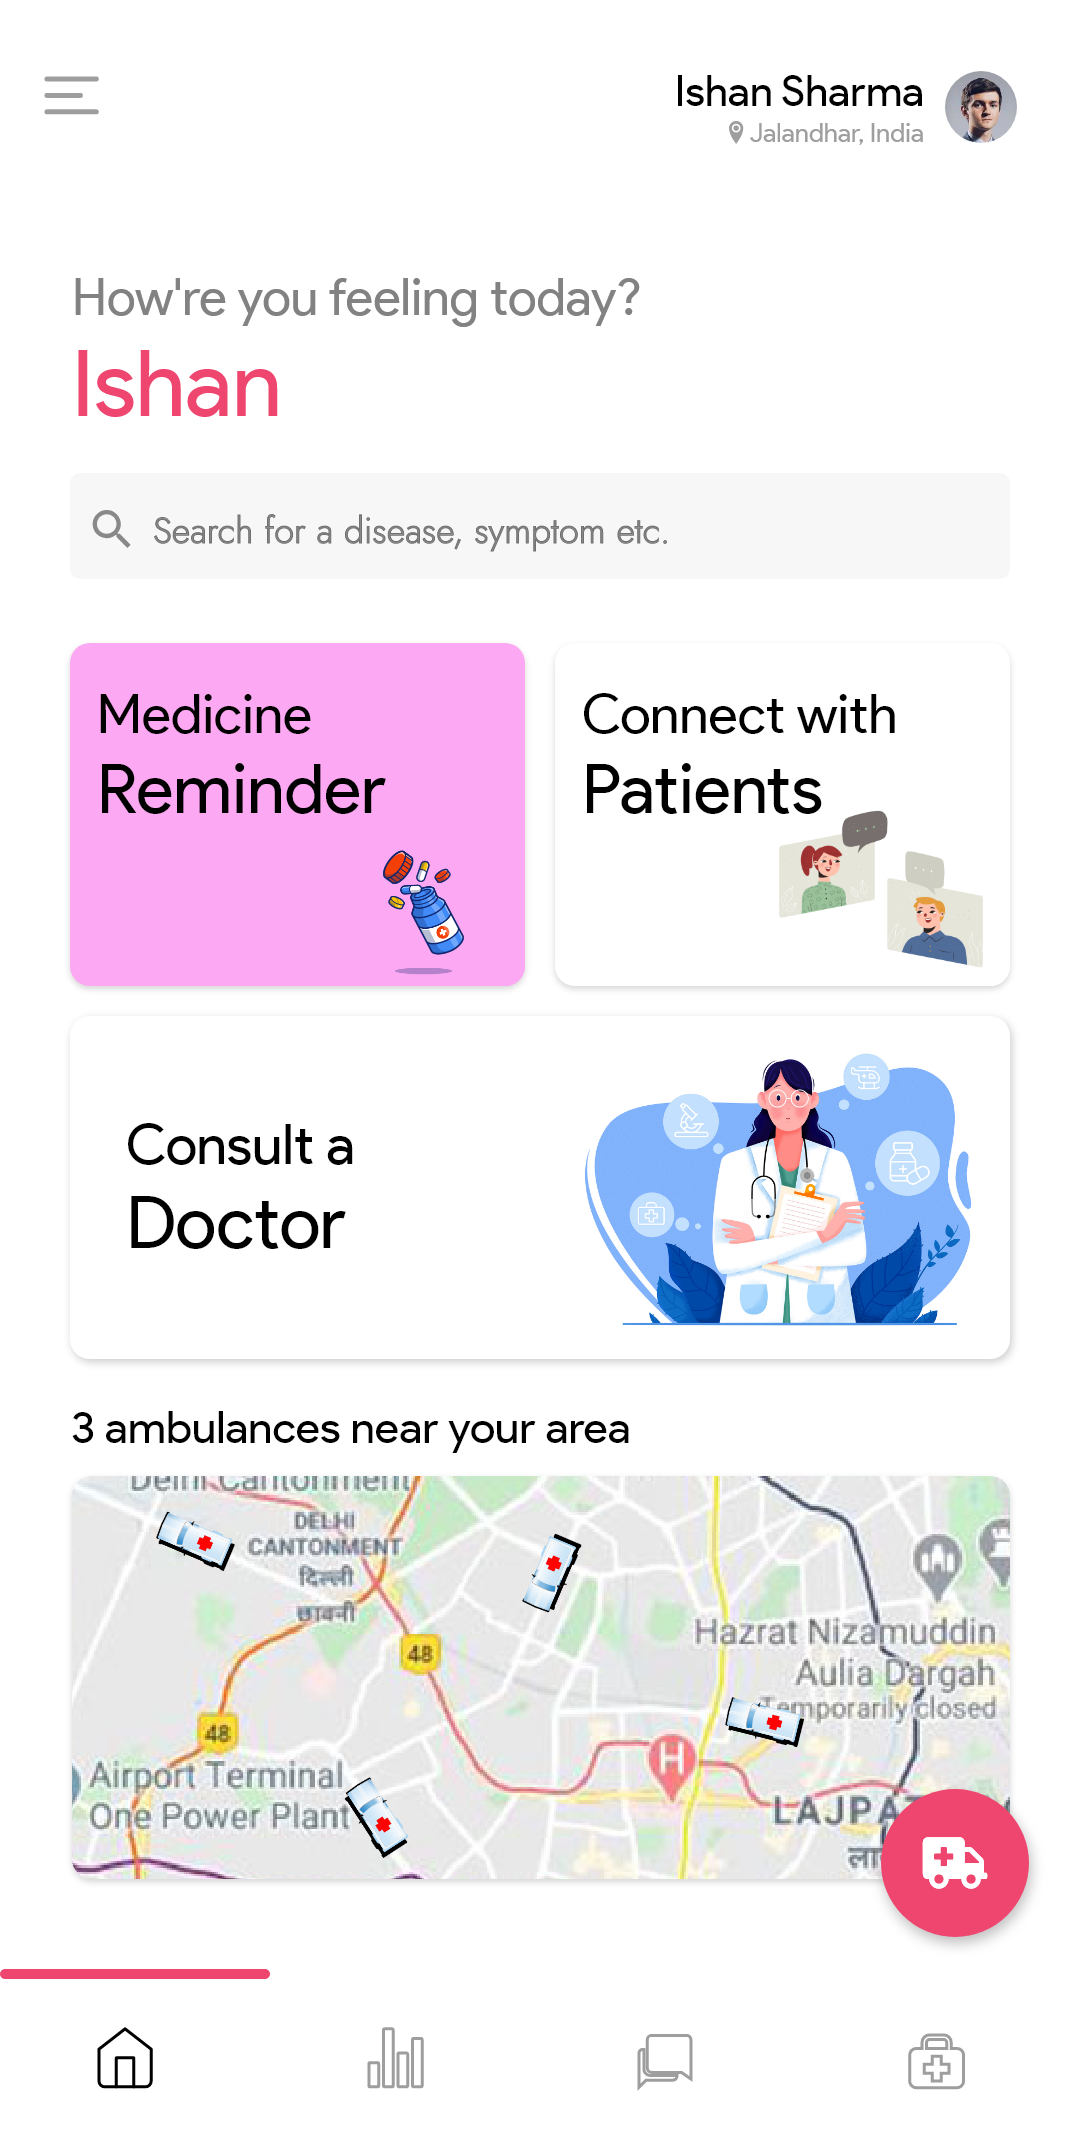 Ishan Sharma
Jalandhar, India
How're you feeling today?
Ishan
Search for a disease, symptom etc.
Medicine
Reminder
Connect with
Patients
Consult a
Doctor
3 ambulances near your area
Delhi Cantonment
DELHI
CANTONMENT
दिल्ली
छावनी
48
Hazrat Nizamuddin
Aulia Dargah
Temporarily closed
48
H
Airport Terminal
One Power Plant